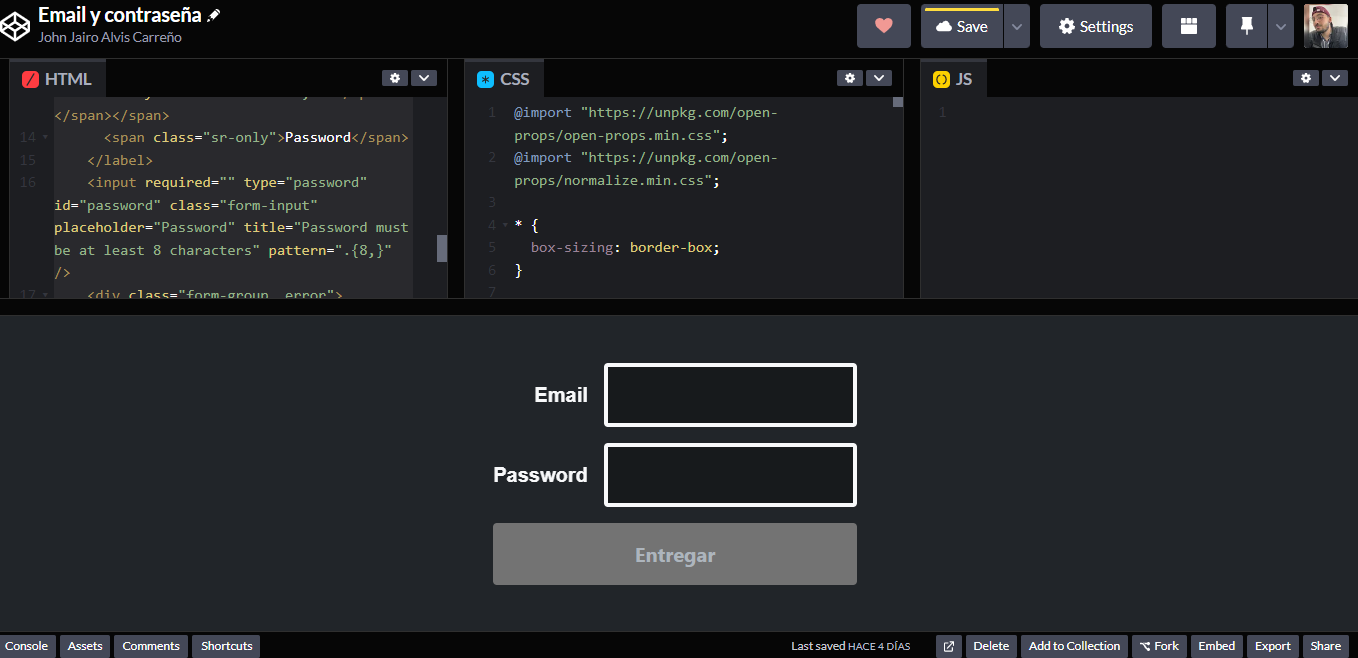 Email y contraseña
John Jairo Alvis Carreño
Save
Settings
HTML
</span></span>
14 <span class="sr-only">Password</span>
15 </label>
16 <input required="" type="password"
id="password" class="form-input"
placeholder="Password" title="Password must
be at least 8 characters" pattern=".{8,}"
/>
17 <div class="form-group__error">
CSS
1 @import "https://unpkg.com/open-
props/open-props.min.css";
2 @import "https://unpkg.com/open-
props/normalize.min.css";
3
4 * {
5 box-sizing: border-box;
6 }
7
JS
1
Email
Password
Entregar
Console
Assets
Comments
Shortcuts
Last saved HACE 4 DÍAS
Delete
Add to Collection
Fork
Embed
Export
Share